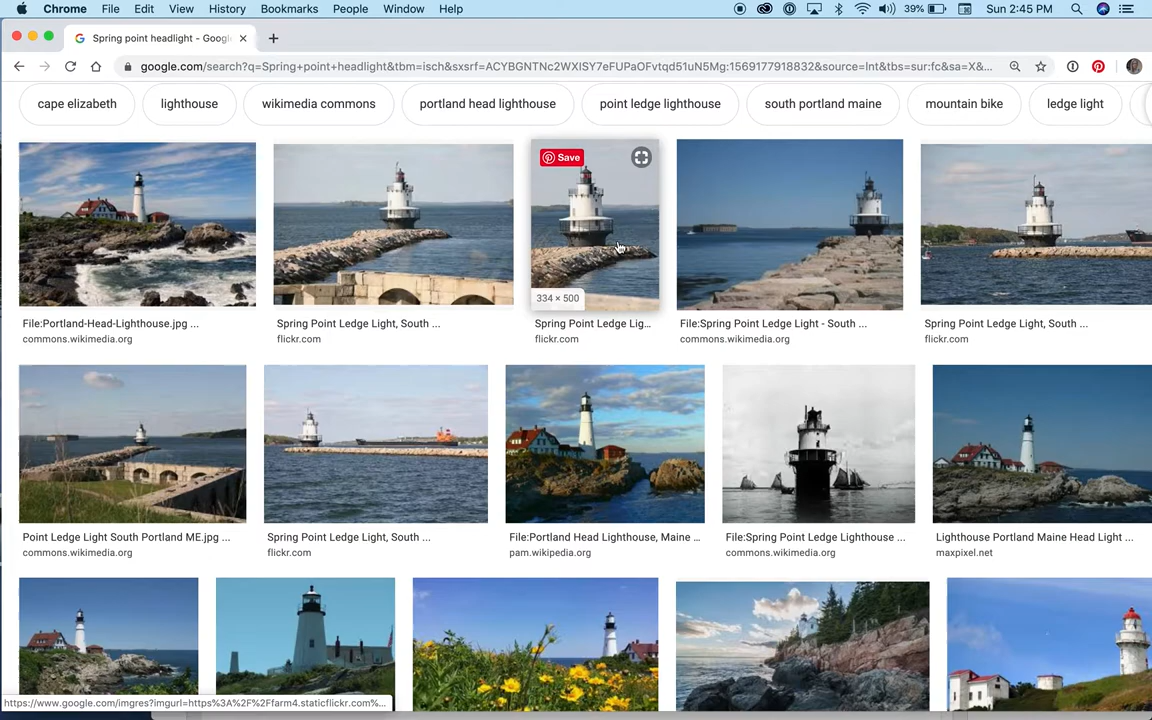 Chrome File Edit View History Bookmarks People Window Help 39% Sun 2:45 PM
Spring point headlight - Googl
google.com/search?q=Spring+point+headlight&tbm=isch&sxsrf=ACYBGNTNc2WXISY7eFUPaOFvtqd51uN5Mg:1569177918832&source=lnt&tbs=sur:fc&sa=X&...
cape elizabeth lighthouse wikimedia commons portland head lighthouse point ledge lighthouse south portland maine mountain bike ledge light
Save
334 × 500
File:Portland-Head-Lighthouse.jpg ... Spring Point Ledge Light, South ... Spring Point Ledge Lig... File:Spring Point Ledge Light - South ... Spring Point Ledge Light, South ...
commons.wikimedia.org flickr.com flickr.com commons.wikimedia.org flickr.com
Point Ledge Light South Portland ME.jpg ... Spring Point Ledge Light, South ... File:Portland Head Lighthouse, Maine ... File:Spring Point Ledge Lighthouse ... Lighthouse Portland Maine Head Light ...
commons.wikimedia.org flickr.com pam.wikipedia.org commons.wikimedia.org maxpixel.net
https://www.google.com/imgres?imgurl=https%3A%2F%2Ffarm4.staticflickr.com%...